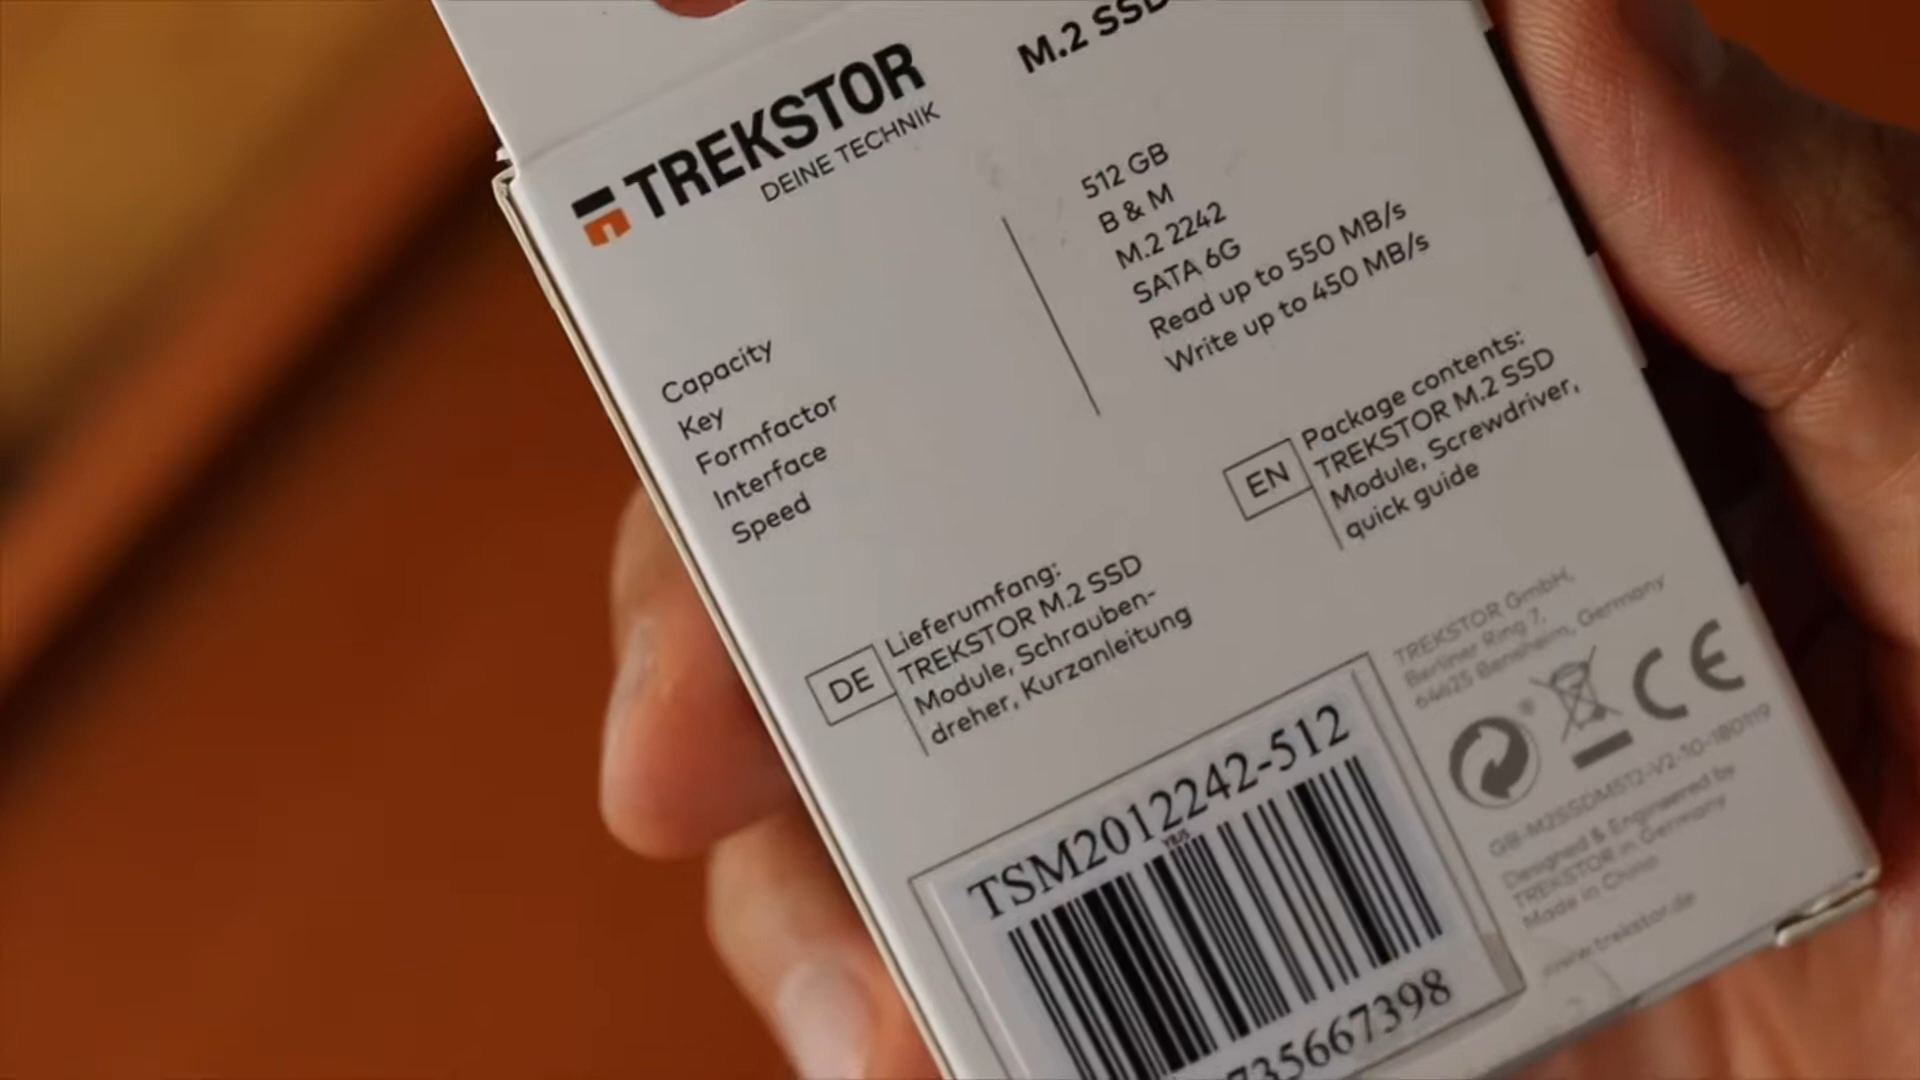 TREKSTOR
DEINE TECHNIK
M.2 SSD
Capacity
Key
Formfactor
Interface
Speed
512 GB
B & M
M.2 2242
SATA 6G
Read up to 550 MB/s
Write up to 450 MB/s
DE
Lieferumfang:
TREKSTOR M.2 SSD
Module, Schrauben-
dreher, Kurzanleitung
EN
Package contents:
TREKSTOR M.2 SSD
Module, Screwdriver,
quick guide
TSM2012242-512
735667398
TREKSTOR GmbH,
Berliner Ring 7,
64625 Bensheim, Germany
CE
GBI-M2SSDM512-V2-10-180119
Designed & Engineered by
TREKSTOR in Germany
Made in China
www.trekstor.de